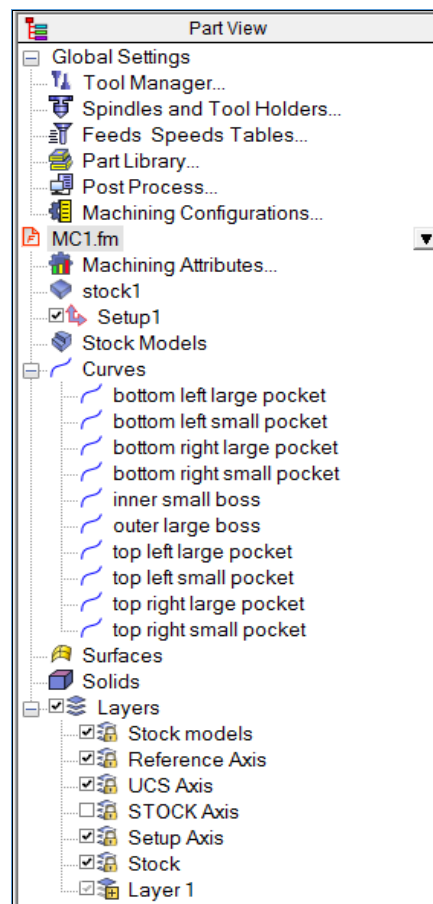 Part View
Global Settings
Tool Manager...
Spindles and Tool Holders...
Feeds Speeds Tables...
Part Library...
Post Process...
Machining Configurations...
MC1.fm
Machining Attributes...
stock1
Setup1
Stock Models
Curves
bottom left large pocket
bottom left small pocket
bottom right large pocket
bottom right small pocket
inner small boss
outer large boss
top left large pocket
top left small pocket
top right large pocket
top right small pocket
Surfaces
Solids
Layers
Stock models
Reference Axis
UCS Axis
STOCK Axis
Setup Axis
Stock
Layer 1